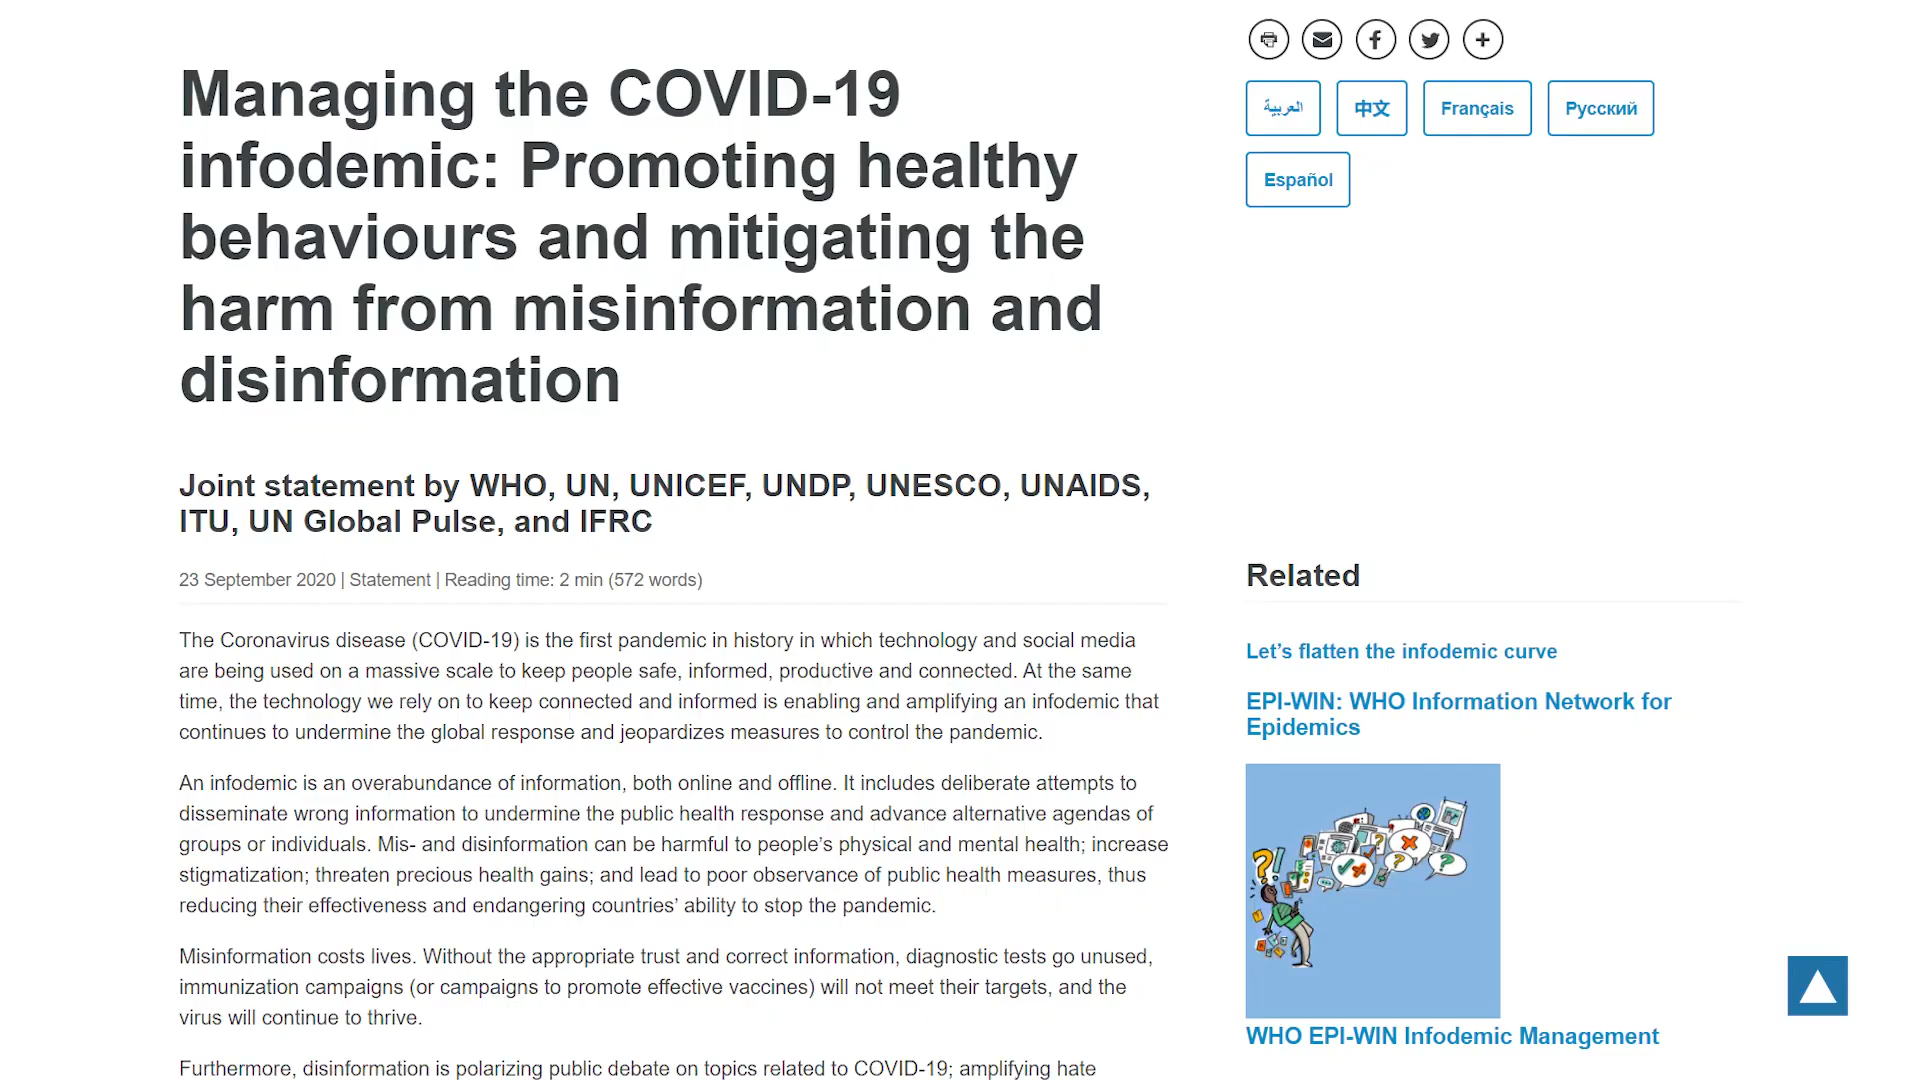 Managing the COVID-19
infodemic: Promoting healthy
behaviours and mitigating the
harm from misinformation and
disinformation
Joint statement by WHO, UN, UNICEF, UNDP, UNESCO, UNAIDS,
ITU, UN Global Pulse, and IFRC
23 September 2020 | Statement | Reading time: 2 min (572 words)
The Coronavirus disease (COVID-19) is the first pandemic in history in which technology and social media
are being used on a massive scale to keep people safe, informed, productive and connected. At the same
time, the technology we rely on to keep connected and informed is enabling and amplifying an infodemic that
continues to undermine the global response and jeopardizes measures to control the pandemic.
An infodemic is an overabundance of information, both online and offline. It includes deliberate attempts to
disseminate wrong information to undermine the public health response and advance alternative agendas of
groups or individuals. Mis- and disinformation can be harmful to people’s physical and mental health; increase
stigmatization; threaten precious health gains; and lead to poor observance of public health measures, thus
reducing their effectiveness and endangering countries’ ability to stop the pandemic.
Misinformation costs lives. Without the appropriate trust and correct information, diagnostic tests go unused,
immunization campaigns (or campaigns to promote effective vaccines) will not meet their targets, and the
virus will continue to thrive.
Furthermore, disinformation is polarizing public debate on topics related to COVID-19; amplifying hate
العربية
中文
Français
Русский
Español
Related
Let’s flatten the infodemic curve
EPI-WIN: WHO Information Network for
Epidemics
WHO EPI-WIN Infodemic Management